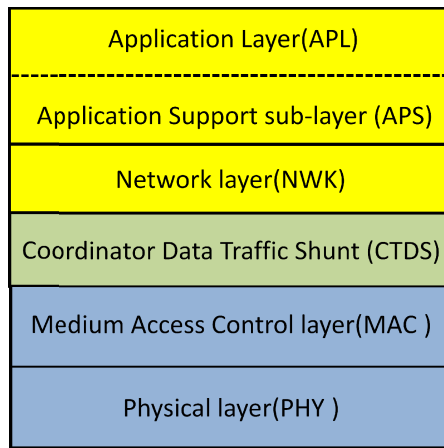 Application Layer(APL)
Application Support sub-layer (APS)
Network layer(NWK)
Coordinator Data Traffic Shunt (CTDS)
Medium Access Control layer(MAC )
Physical layer(PHY )